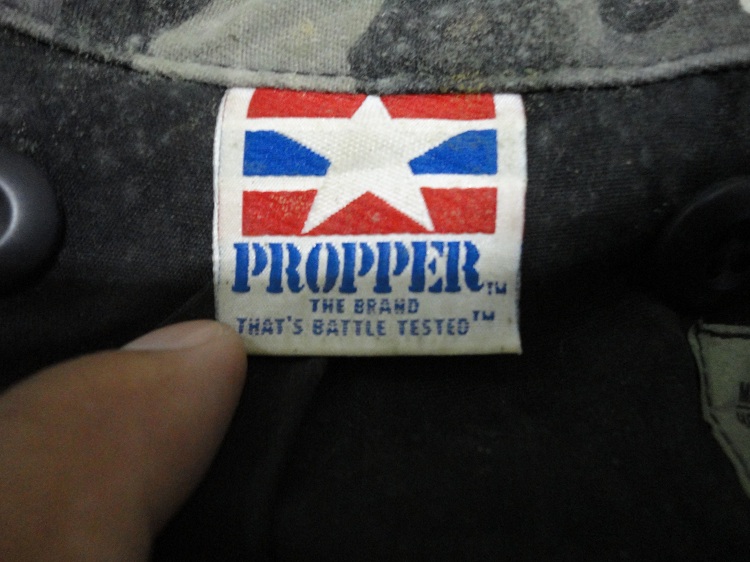 PROPPER™
THE BRAND
THAT'S BATTLE TESTED™